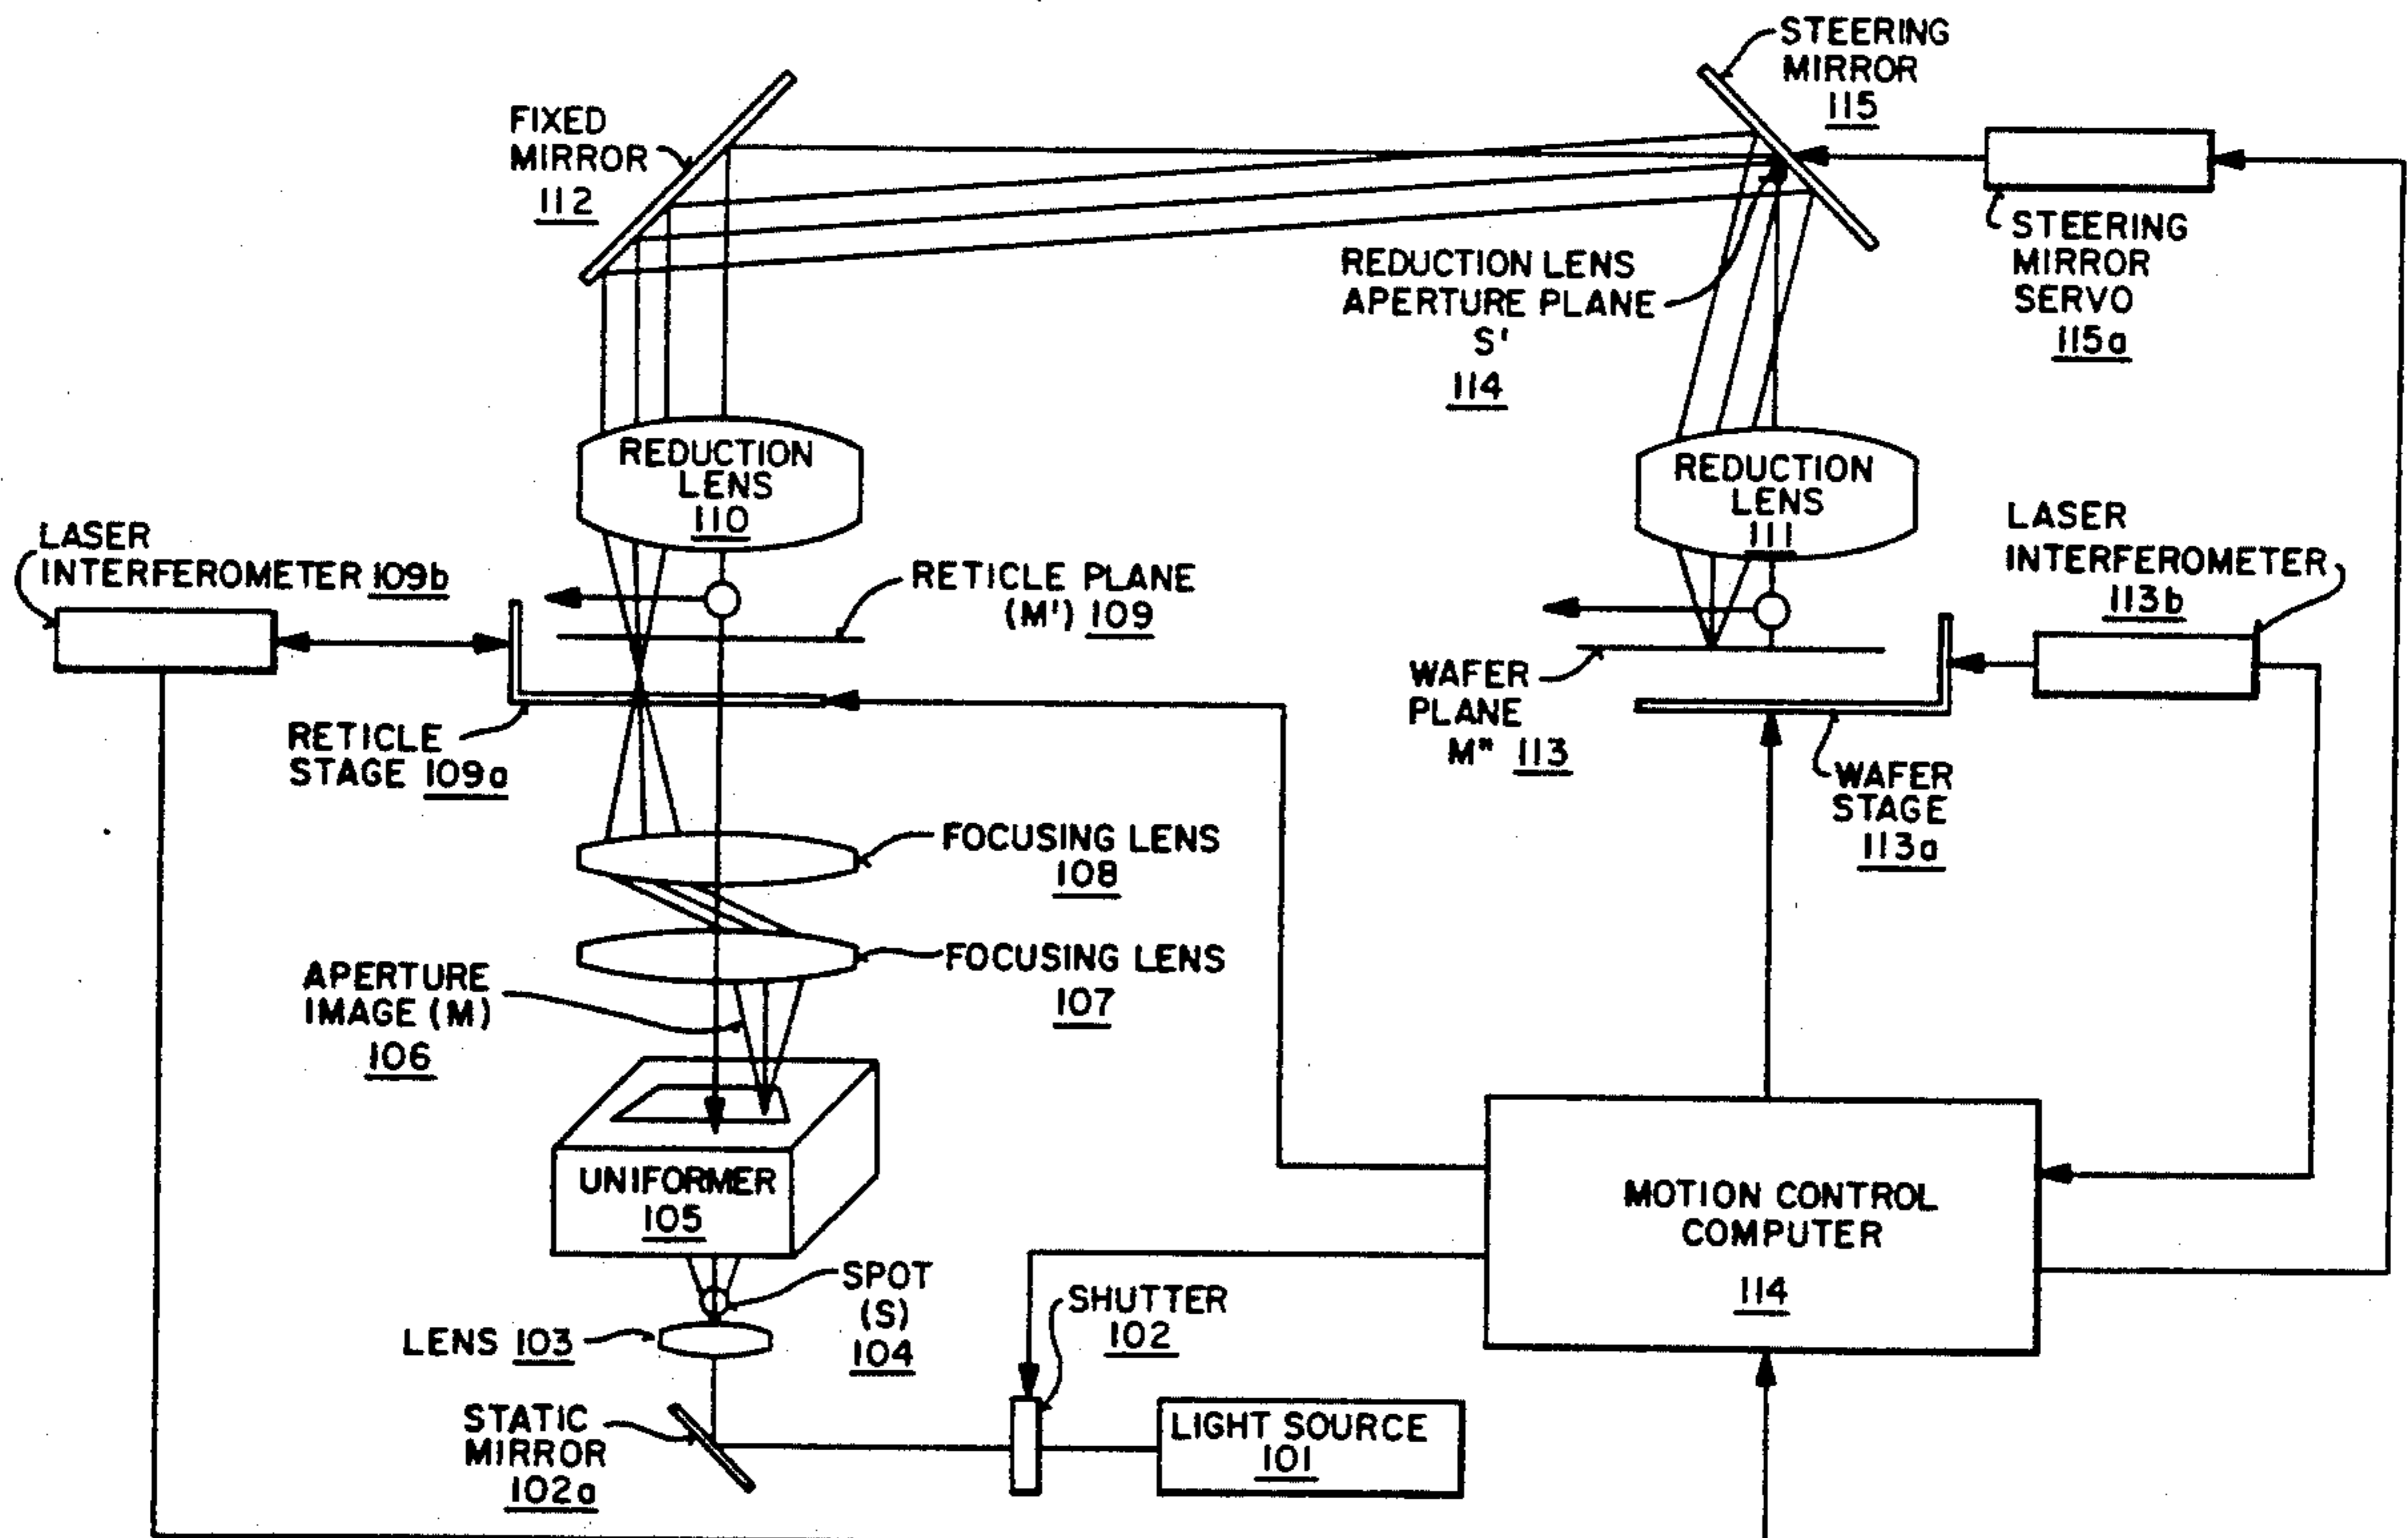 STEERING
MIRROR
115
FIXED
MIRROR
112
STEERING
MIRROR
SERVO
115a
REDUCTION LENS
APERTURE PLANE
S'
114
REDUCTION
LENS
110
REDUCTION
LENS
111
LASER
INTERFEROMETER 109b
RETICLE PLANE
(M') 109
LASER
INTERFEROMETER
113b
WAFER
PLANE
M" 113
RETICLE
STAGE 109a
WAFER
STAGE
113a
FOCUSING LENS
108
FOCUSING LENS
107
APERTURE
IMAGE (M)
106
UNIFORMER
105
MOTION CONTROL
COMPUTER
114
SPOT
(S)
104
SHUTTER
102
LENS 103
STATIC
MIRROR
102a
LIGHT SOURCE
101